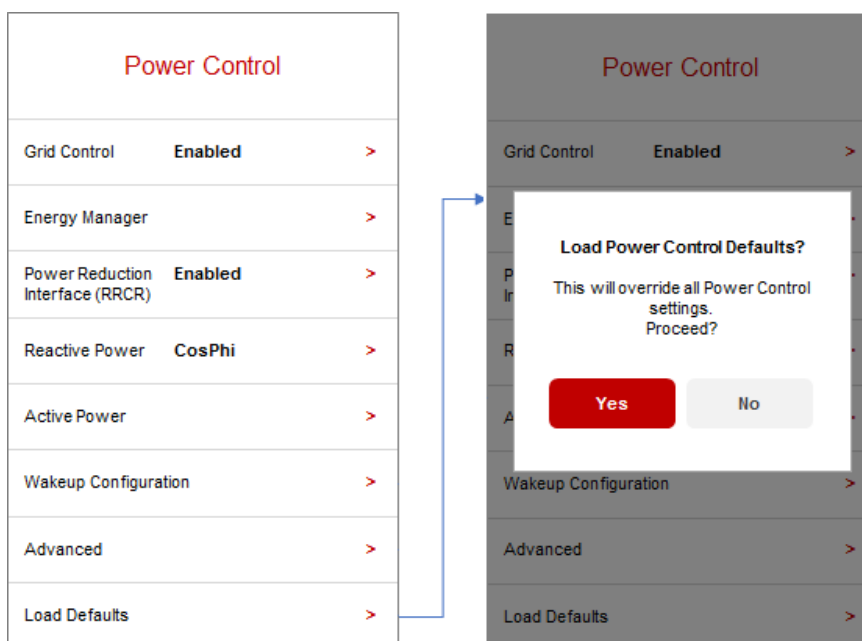 Power Control
Grid Control Enabled >
Energy Manager >
Power Reduction Enabled >
Interface (RRCR)
Reactive Power CosPhi >
Active Power >
Wakeup Configuration >
Advanced >
Load Defaults >
Power Control
Grid Control Enabled >
E
Load Power Control Defaults?
P
This will override all Power Control
Ir
settings.
Proceed?
R
Yes No
A
Wakeup Configuration >
Advanced >
Load Defaults >